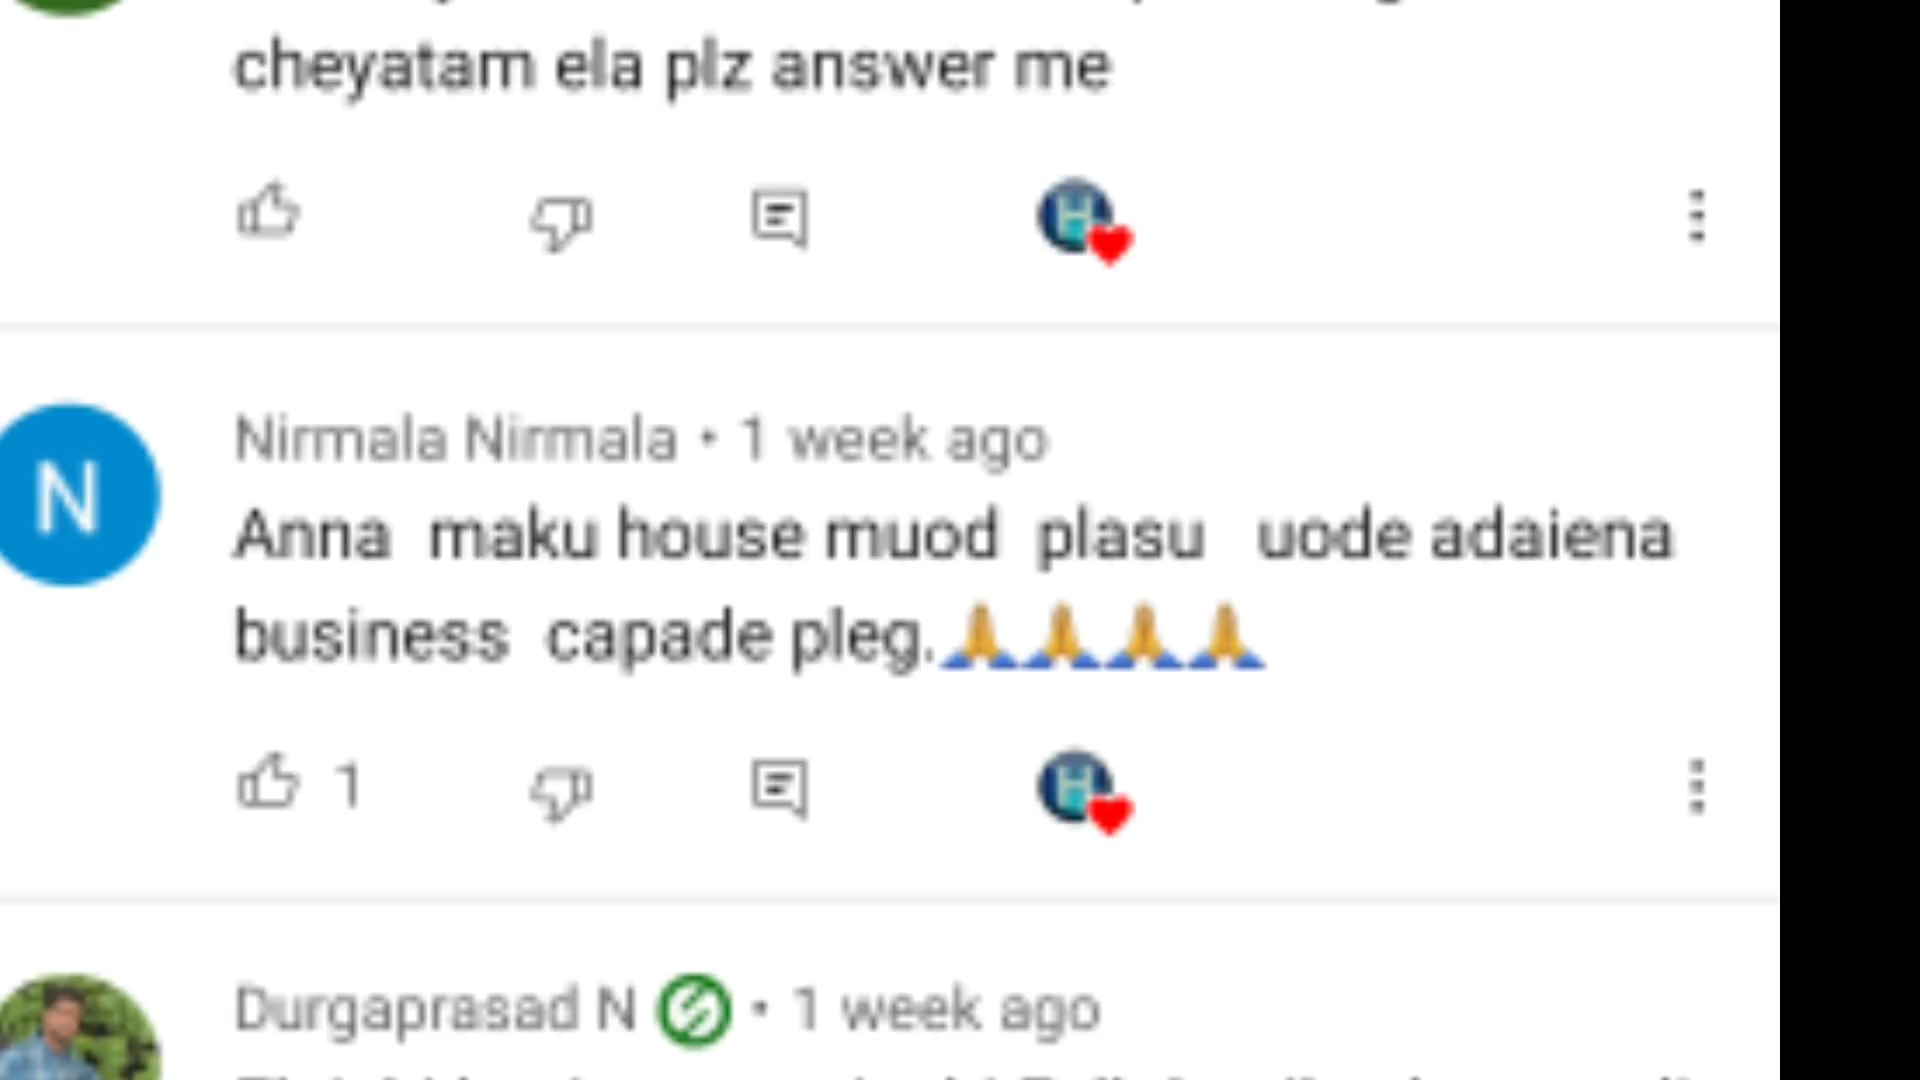 cheyatam ela plz answer me
Nirmala Nirmala • 1 week ago
Anna maku house muod plasu uode adaiena
business capade pleg.🙏🙏🙏🙏
1
Durgaprasad N • 1 week ago